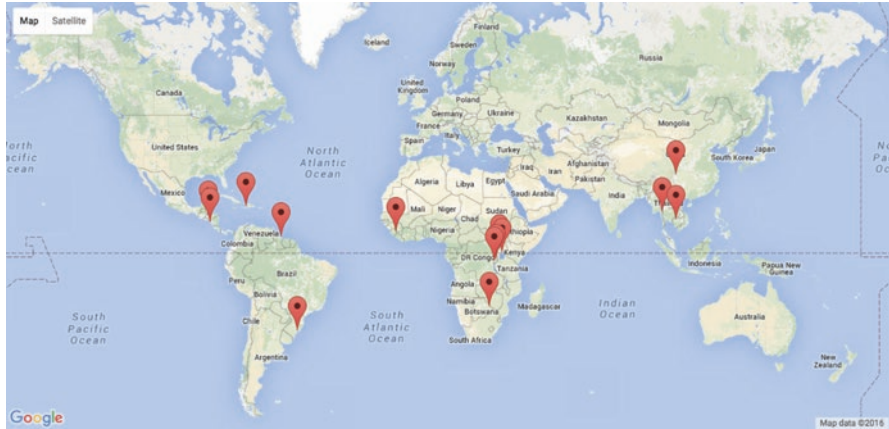 Map Satellite
Iceland
Finland
Sweden
Norway
Russia
Canada
United
Kingdom
Poland
Germany
Ukraine
France
Kazakhstan
Mongolia
Italy
Spain
Turkey
Japan
South Korea
United States
North
Atlantic
Ocean
Afghanistan
Iraq
Iran
Pakistan
Algeria
Libya
Egypt
Saudi Arabia
India
Mexico
Mali
Niger
Sudan
Chad
Nigeria
Ethiopia
Venezuela
Colombia
DR Congo
Kenya
Tanzania
Indonesia
Papua New
Guinea
Brazil
Peru
Bolivia
Angola
Namibia
Botswana
Madagascar
South
Pacific
Ocean
South
Atlantic
Ocean
Indian
Ocean
Chile
Argentina
South Africa
Australia
New
Zealand
Google
Map data ©2016